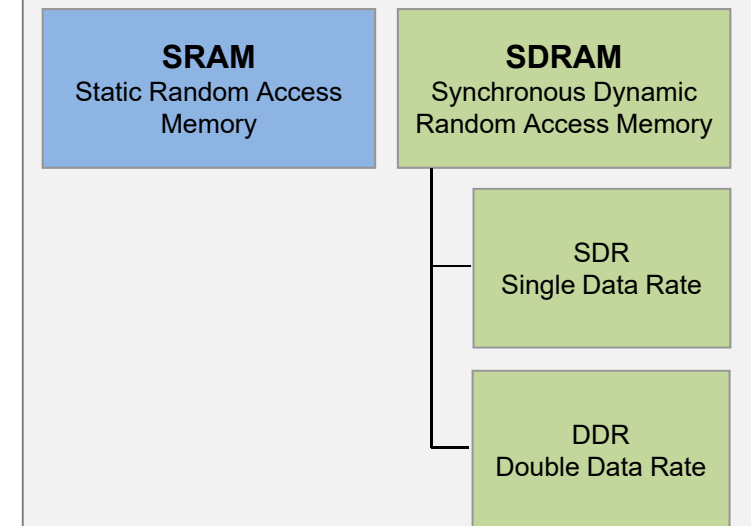 SRAM
Static Random Access
Memory
SDRAM
Synchronous Dynamic
Random Access Memory
SDR
Single Data Rate
DDR
Double Data Rate